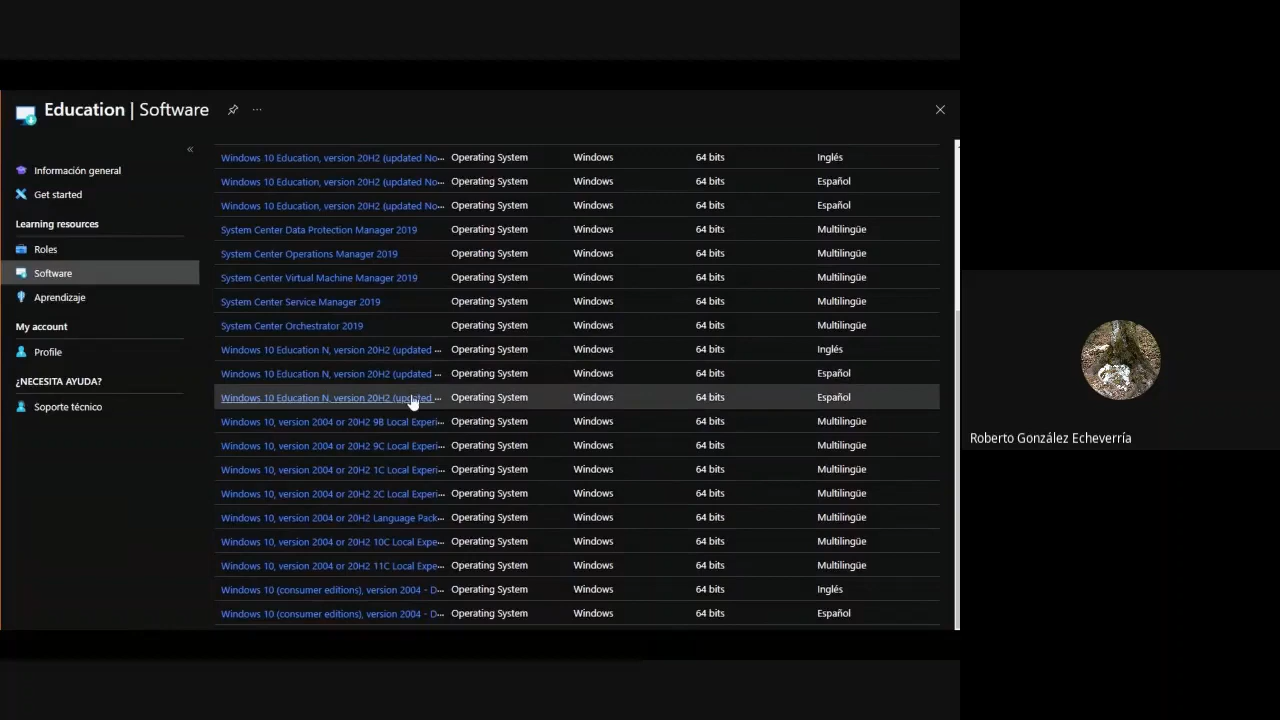 Education | Software
«
Información general
Get started
Learning resources
Roles
Software
Aprendizaje
My account
Profile
¿NECESITA AYUDA?
Soporte técnico
Windows 10 Education, version 20H2 (updated No... Operating System Windows 64 bits Inglés
Windows 10 Education, version 20H2 (updated No... Operating System Windows 64 bits Español
Windows 10 Education, version 20H2 (updated No... Operating System Windows 64 bits Español
System Center Data Protection Manager 2019 Operating System Windows 64 bits Multilingüe
System Center Operations Manager 2019 Operating System Windows 64 bits Multilingüe
System Center Virtual Machine Manager 2019 Operating System Windows 64 bits Multilingüe
System Center Service Manager 2019 Operating System Windows 64 bits Multilingüe
System Center Orchestrator 2019 Operating System Windows 64 bits Multilingüe
Windows 10 Education N, version 20H2 (updated ... Operating System Windows 64 bits Inglés
Windows 10 Education N, version 20H2 (updated ... Operating System Windows 64 bits Español
Windows 10 Education N, version 20H2 (updated ... Operating System Windows 64 bits Español
Windows 10, version 2004 or 20H2 9B Local Experi... Operating System Windows 64 bits Multilingüe
Windows 10, version 2004 or 20H2 9C Local Experi... Operating System Windows 64 bits Multilingüe
Windows 10, version 2004 or 20H2 1C Local Experi... Operating System Windows 64 bits Multilingüe
Windows 10, version 2004 or 20H2 2C Local Experi... Operating System Windows 64 bits Multilingüe
Windows 10, version 2004 or 20H2 Language Pack... Operating System Windows 64 bits Multilingüe
Windows 10, version 2004 or 20H2 10C Local Expe... Operating System Windows 64 bits Multilingüe
Windows 10, version 2004 or 20H2 11C Local Expe... Operating System Windows 64 bits Multilingüe
Windows 10 (consumer editions), version 2004 - D... Operating System Windows 64 bits Inglés
Windows 10 (consumer editions), version 2004 - D... Operating System Windows 64 bits Español
Roberto González Echeverría